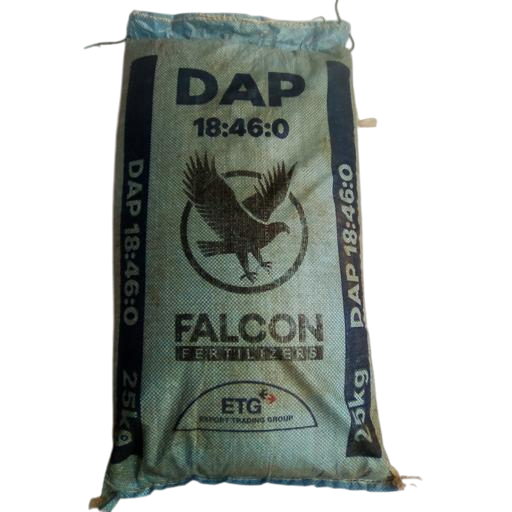 DAP
18:46:0
DAP 18:46:0
25kg
DAP 18:46:0
25kg
FALCON
FERTILIZERS
ETG
EXPORT TRADING GROUP